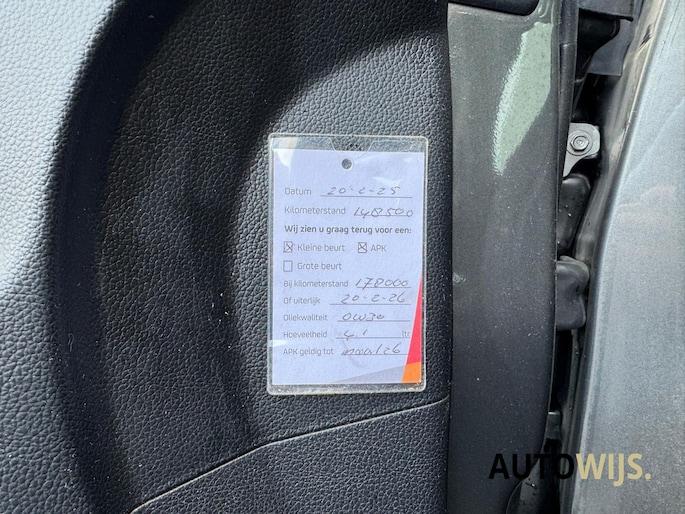 Datum 20-2-25
Kilometerstand 148500
Wij zien u graag terug voor een:
Kleine beurt APK
Grote beurt
Bij kilometerstand 178000
Of uiterlijk 20-2-26
Oliekwaliteit 0W30
Hoeveelheid 4.1 ltr
APK geldig tot 26
AUTOWIJS.